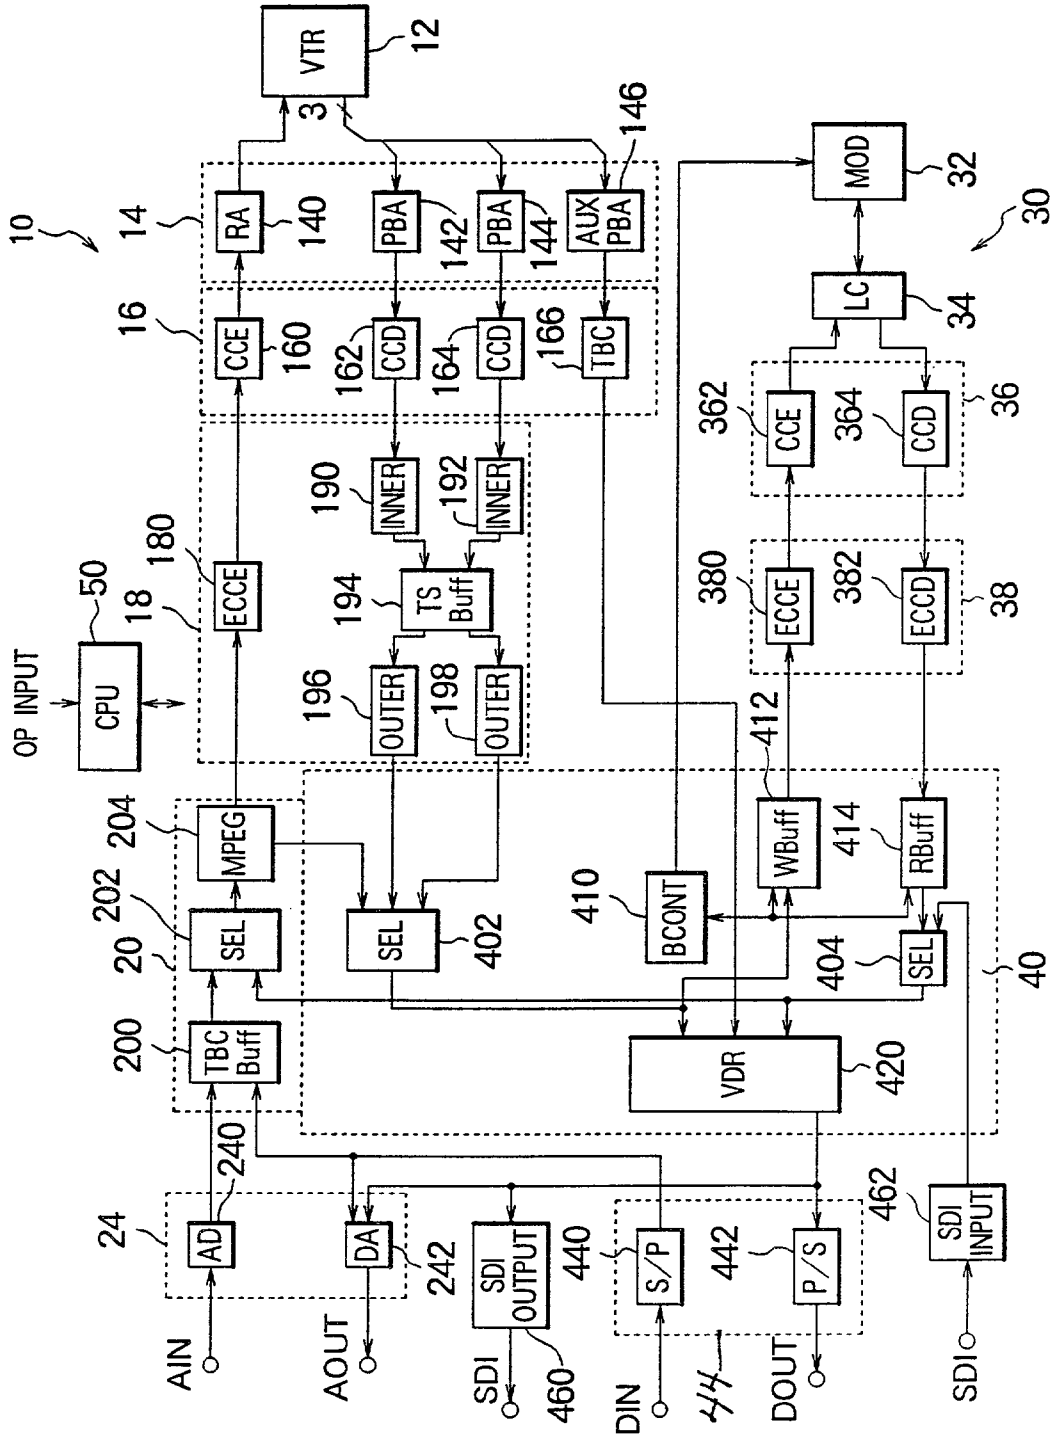 10
30
OP INPUT
50
CPU
12
VTR
3
14
RA
140
PBA
142
PBA
144
AUX
PBA
146
16
CCE
160
162
CCD
164
CCD
166
TBC
18
180
ECCE
190
INNER
192
INNER
194
TS
Buff
196
OUTER
198
OUTER
20
200
TBC
Buff
202
SEL
204
MPEG
24
AIN
AD
240
AOUT
DA
242
SDI
SDI
OUTPUT
460
DIN
S/P
440
44
DOUT
P/S
442
SDI
SDI
INPUT
462
40
SEL
402
SEL
404
BCONT
410
WBuff
412
RBuff
414
VDR
420
MOD
32
LC
34
36
362
CCE
364
CCD
38
380
ECCE
382
ECCD